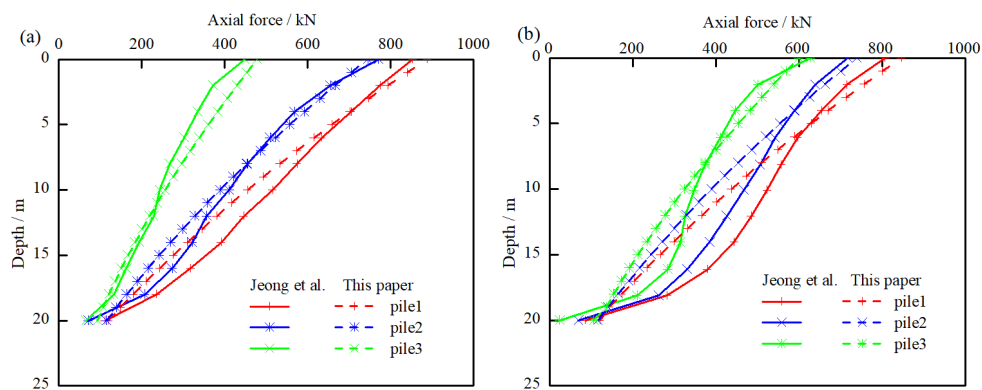 (a)
Axial force / kN
0 200 400 600 800 1000
0
5
10
15
20
25
Depth / m
Jeong et al. This paper
pile1
pile2
pile3
(b)
Axial force / kN
0 200 400 600 800 1000
0
5
10
15
20
25
Depth / m
Jeong et al. This paper
pile1
pile2
pile3